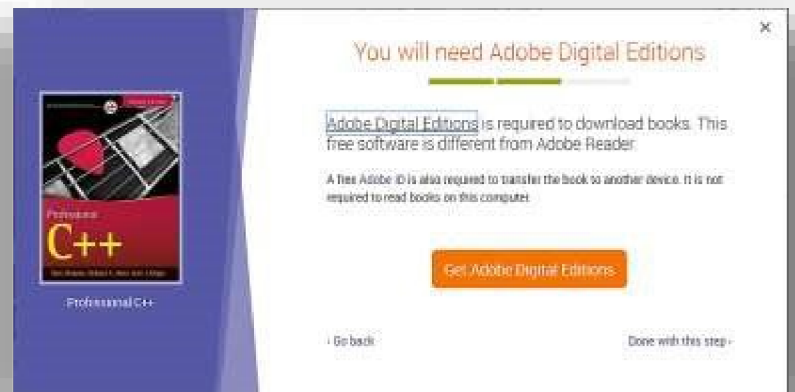 You will need Adobe Digital Editions
Adobe Digital Editions is required to download books. This
free software is different from Adobe Reader.
A free Adobe ID is also required to transfer the book to another device. It is not
required to read books on this computer.
Get Adobe Digital Editions
Professional
C++
Professional C++
‹ Go back
Done with this step ›